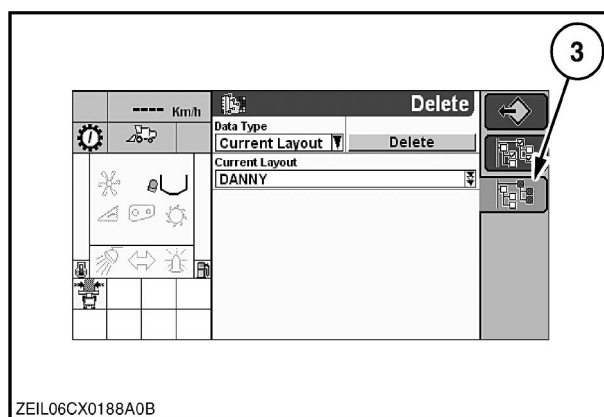 3
---- Km/h
Delete
Data Type
Current Layout
Delete
Current Layout
DANNY
ZEIL06CX0188A0B